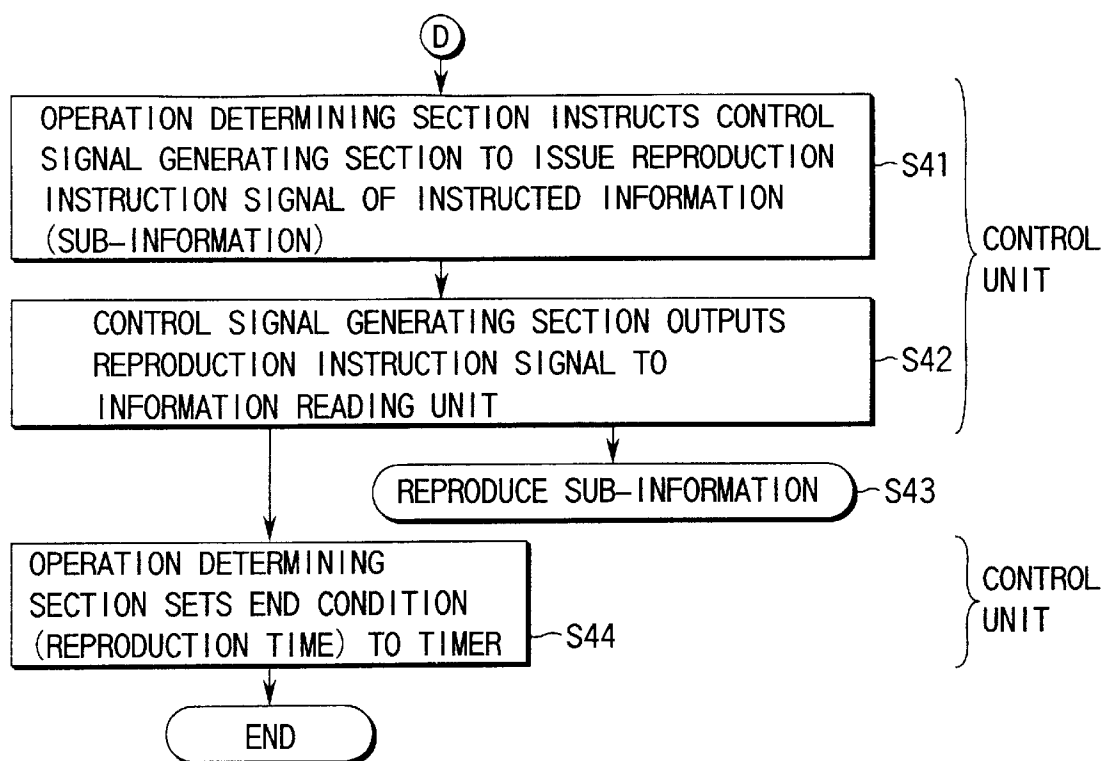 D
OPERATION DETERMINING SECTION INSTRUCTS CONTROL
SIGNAL GENERATING SECTION TO ISSUE REPRODUCTION
INSTRUCTION SIGNAL OF INSTRUCTED INFORMATION
(SUB-INFORMATION)
S41
CONTROL
UNIT
CONTROL SIGNAL GENERATING SECTION OUTPUTS
REPRODUCTION INSTRUCTION SIGNAL TO
INFORMATION READING UNIT
S42
REPRODUCE SUB-INFORMATION
S43
OPERATION DETERMINING
SECTION SETS END CONDITION
(REPRODUCTION TIME) TO TIMER
S44
CONTROL
UNIT
END